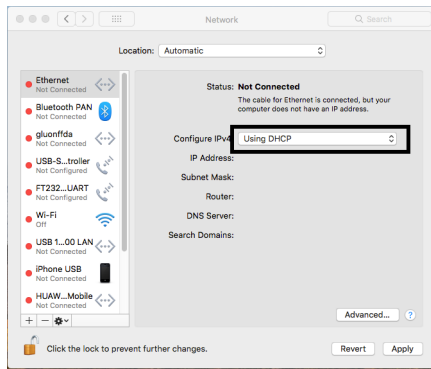 Network
Search
Location: Automatic
Ethernet
Not Connected
Bluetooth PAN
Not Connected
gluonffda
Not Connected
USB-S...troller
Not Configured
FT232...UART
Not Configured
Wi-Fi
Off
USB 1...00 LAN
Not Connected
iPhone USB
Not Connected
HUAW...Mobile
Not Connected
Status: Not Connected
The cable for Ethernet is connected, but your
computer does not have an IP address.
Configure IPv4 Using DHCP
IP Address:
Subnet Mask:
Router:
DNS Server:
Search Domains:
Advanced... ?
Click the lock to prevent further changes.
Revert Apply